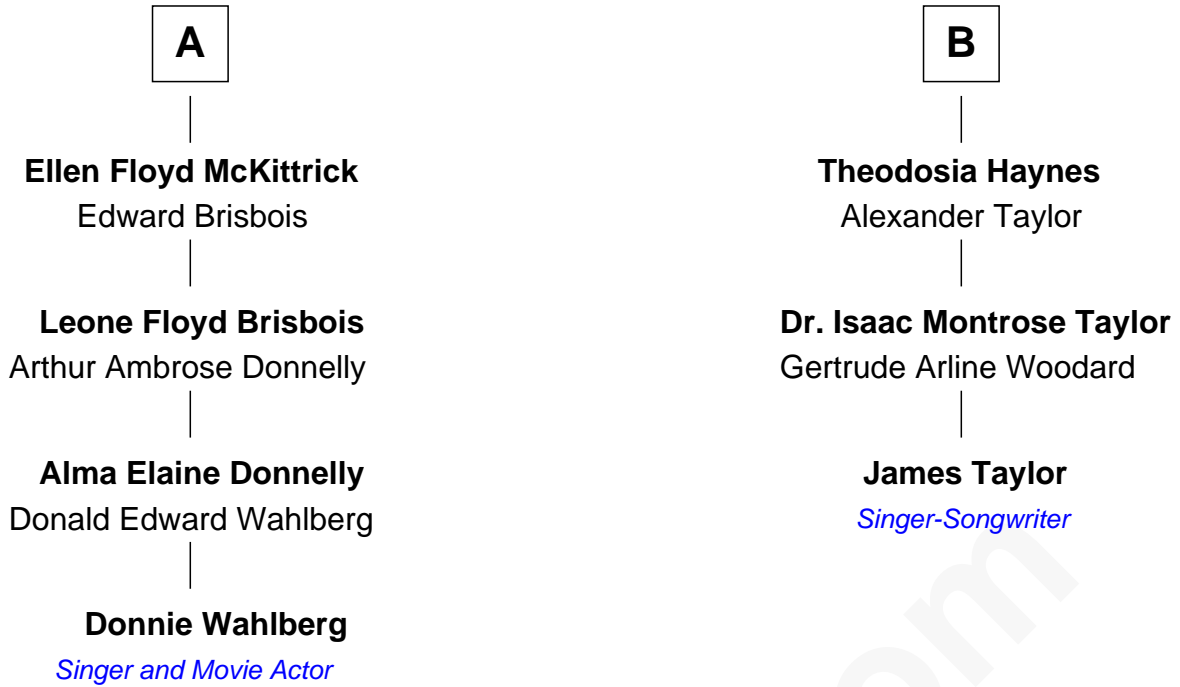 A
Ellen Floyd McKittrick
Edward Brisbois
Leone Floyd Brisbois
Arthur Ambrose Donnelly
Alma Elaine Donnelly
Donald Edward Wahlberg
Donnie Wahlberg
Singer and Movie Actor
B
Theodosia Haynes
Alexander Taylor
Dr. Isaac Montrose Taylor
Gertrude Arline Woodard
James Taylor
Singer-Songwriter
om